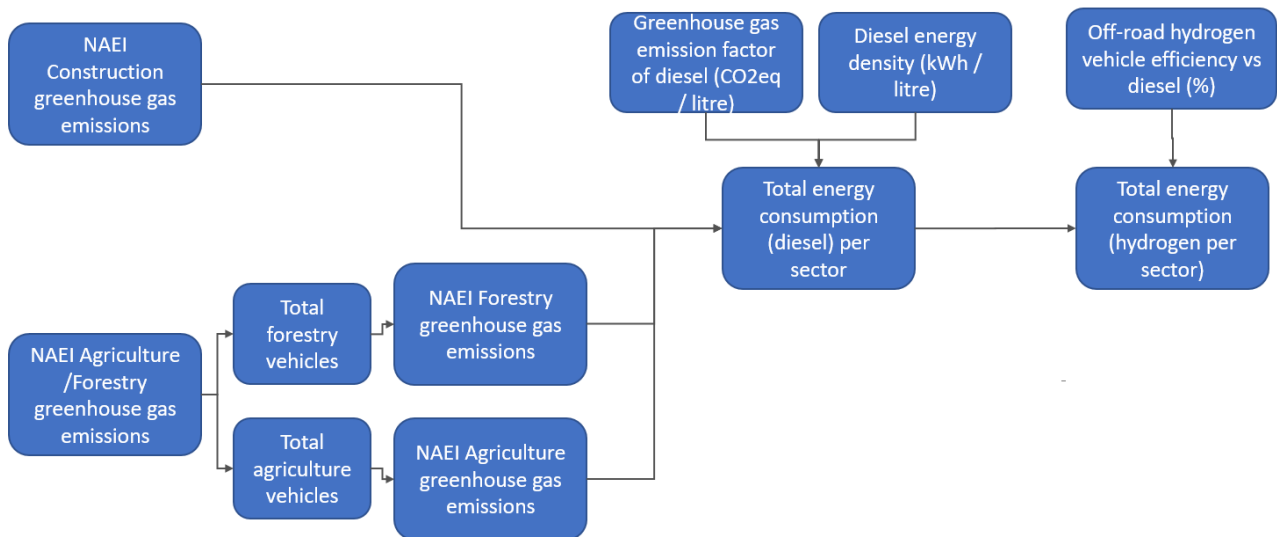 NAEI
Construction
greenhouse gas
emissions
Greenhouse gas
emission factor
of diesel (CO2eq
/ litre)
Diesel energy
density (kWh /
litre)
Off-road hydrogen
vehicle efficiency vs
diesel (%)
Total energy
consumption
(diesel) per
sector
Total energy
consumption
(hydrogen per
sector)
NAEI Agriculture
/Forestry
greenhouse gas
emissions
Total
forestry
vehicles
NAEI Forestry
greenhouse gas
emissions
Total
agriculture
vehicles
NAEI Agriculture
greenhouse gas
emissions